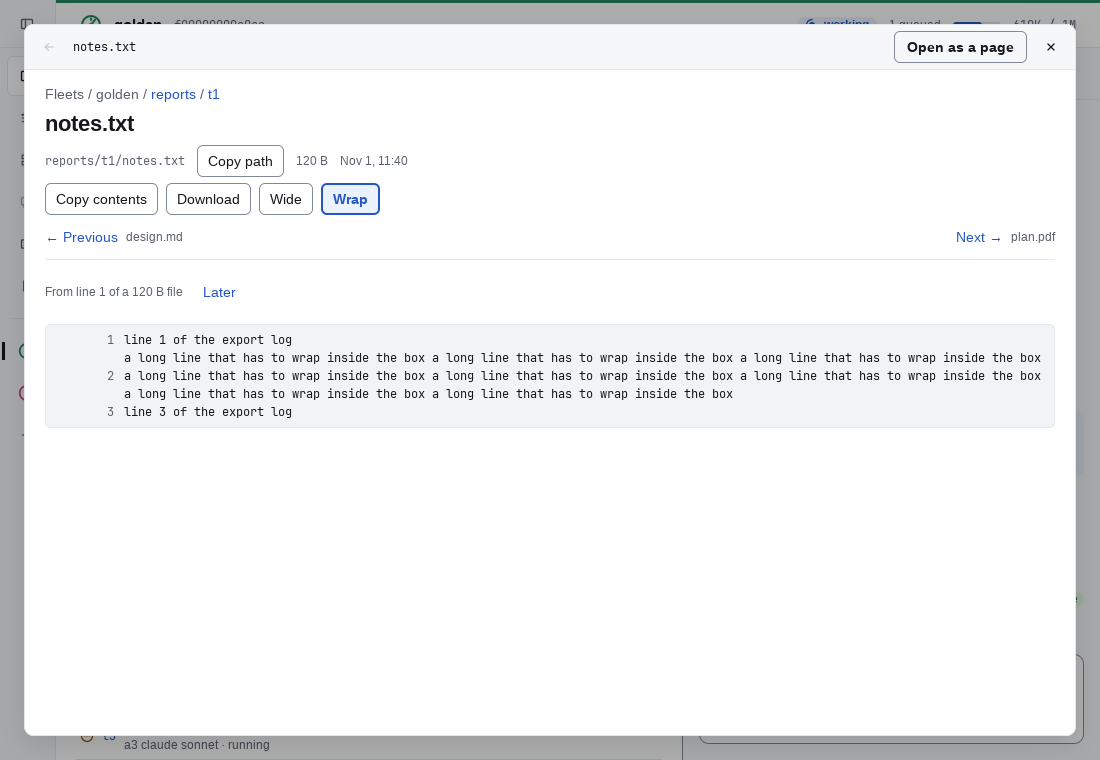 notes.txt
Open as a page ×
Fleets / golden / reports / t1
notes.txt
reports/t1/notes.txt Copy path 120 B Nov 1, 11:40
Copy contents Download Wide Wrap
← Previous design.md Next → plan.pdf
From line 1 of a 120 B file Later
1 line 1 of the export log
a long line that has to wrap inside the box a long line that has to wrap inside the box a long line that has to wrap inside the box
2 a long line that has to wrap inside the box a long line that has to wrap inside the box a long line that has to wrap inside the box
a long line that has to wrap inside the box a long line that has to wrap inside the box
3 line 3 of the export log
a3 claude sonnet · running